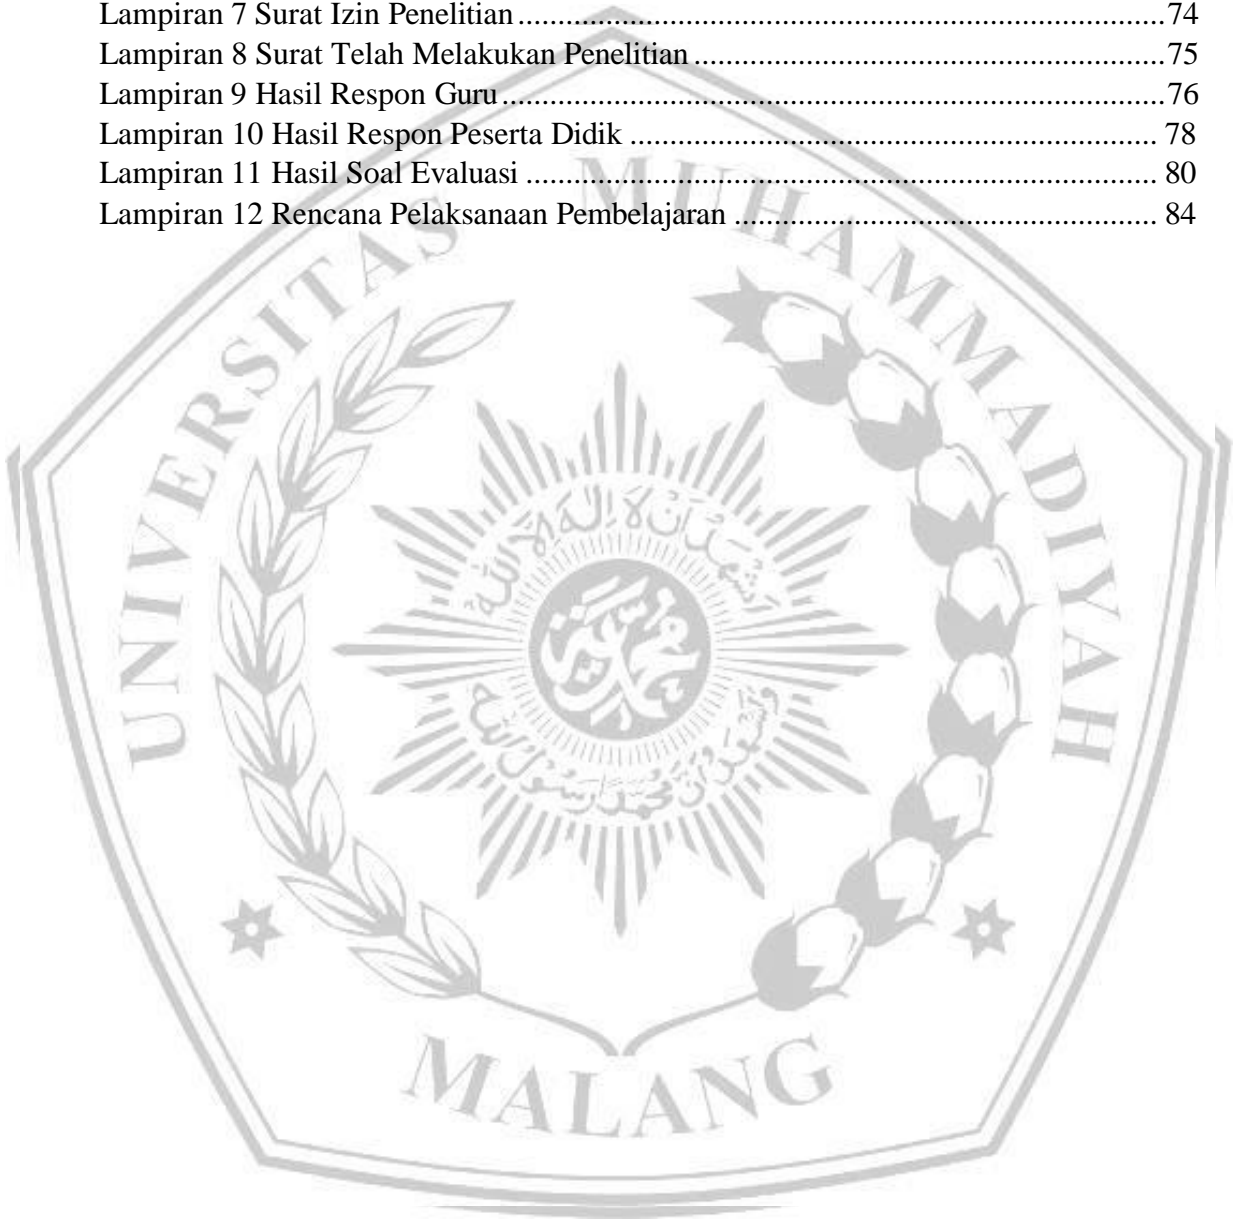 Lampiran 7 Surat Izin Penelitian ................................................................................74
Lampiran 8 Surat Telah Melakukan Penelitian ..........................................................75
Lampiran 9 Hasil Respon Guru..................................................................................76
Lampiran 10 Hasil Respon Peserta Didik .................................................................. 78
Lampiran 11 Hasil Soal Evaluasi ............................................................................... 80
Lampiran 12 Rencana Pelaksanaan Pembelajaran ..................................................... 84
UNIVERSITAS MUHAMMADIYAH
MALANG